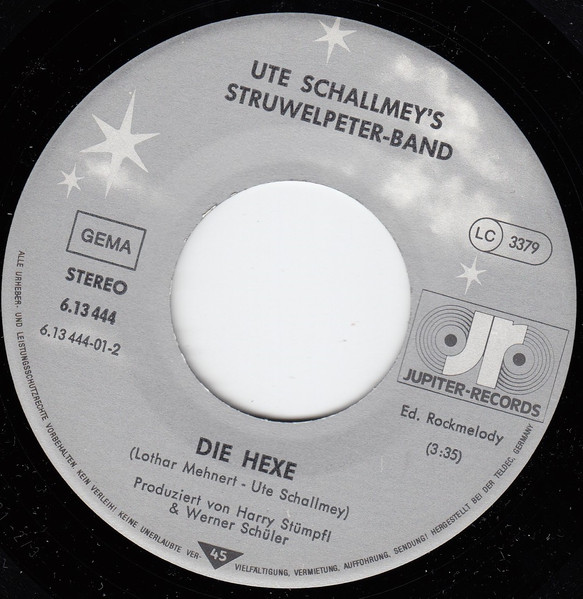 UTE SCHALLMEY'S
STRUWELPETER-BAND
GEMA
STEREO
6.13 444
6.13 444-01-2
LC 3379
jr
JUPITER-RECORDS
Ed. Rockmelody
(3:35)
DIE HEXE
(Lothar Mehnert - Ute Schallmey)
Produziert von Harry Stümpfl
& Werner Schüler
45
ALLE URHEBER- UND LEISTUNGSSCHUTZRECHTE VORBEHALTEN. KEIN VERLEIH! KEINE UNERLAUBTE VER- VIELFÄLTIGUNG, VERMIETUNG, AUFFÜHRUNG, SENDUNG! HERGESTELLT BEI DER TELDEC, GERMANY